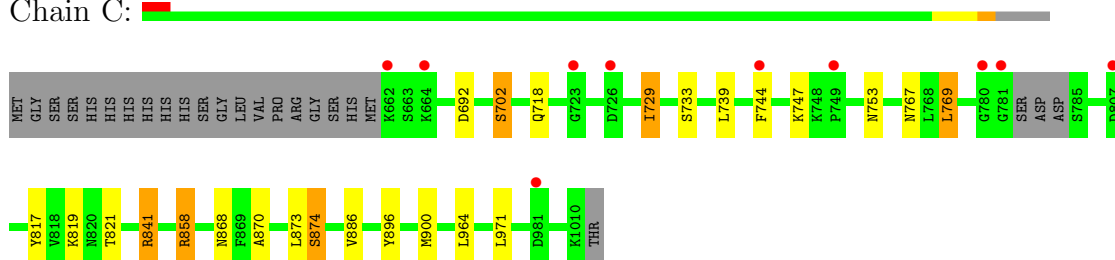 Chain C:
MET GLY SER SER HIS HIS HIS HIS HIS HIS SER GLY LEU VAL PRO ARG GLY SER HIS MET K662 S663 K664 D692 S702 Q718 G723 D726 I729 S733 L739 F744 K747 K748 P749 N753 N767 L768 L769 G780 G781 SER ASP ASP S785
Y817 V818 K819 N820 T821 R841 R858 N868 F869 A870 L873 S874 V886 Y896 M900 L964 L971 D981 K1010 THR